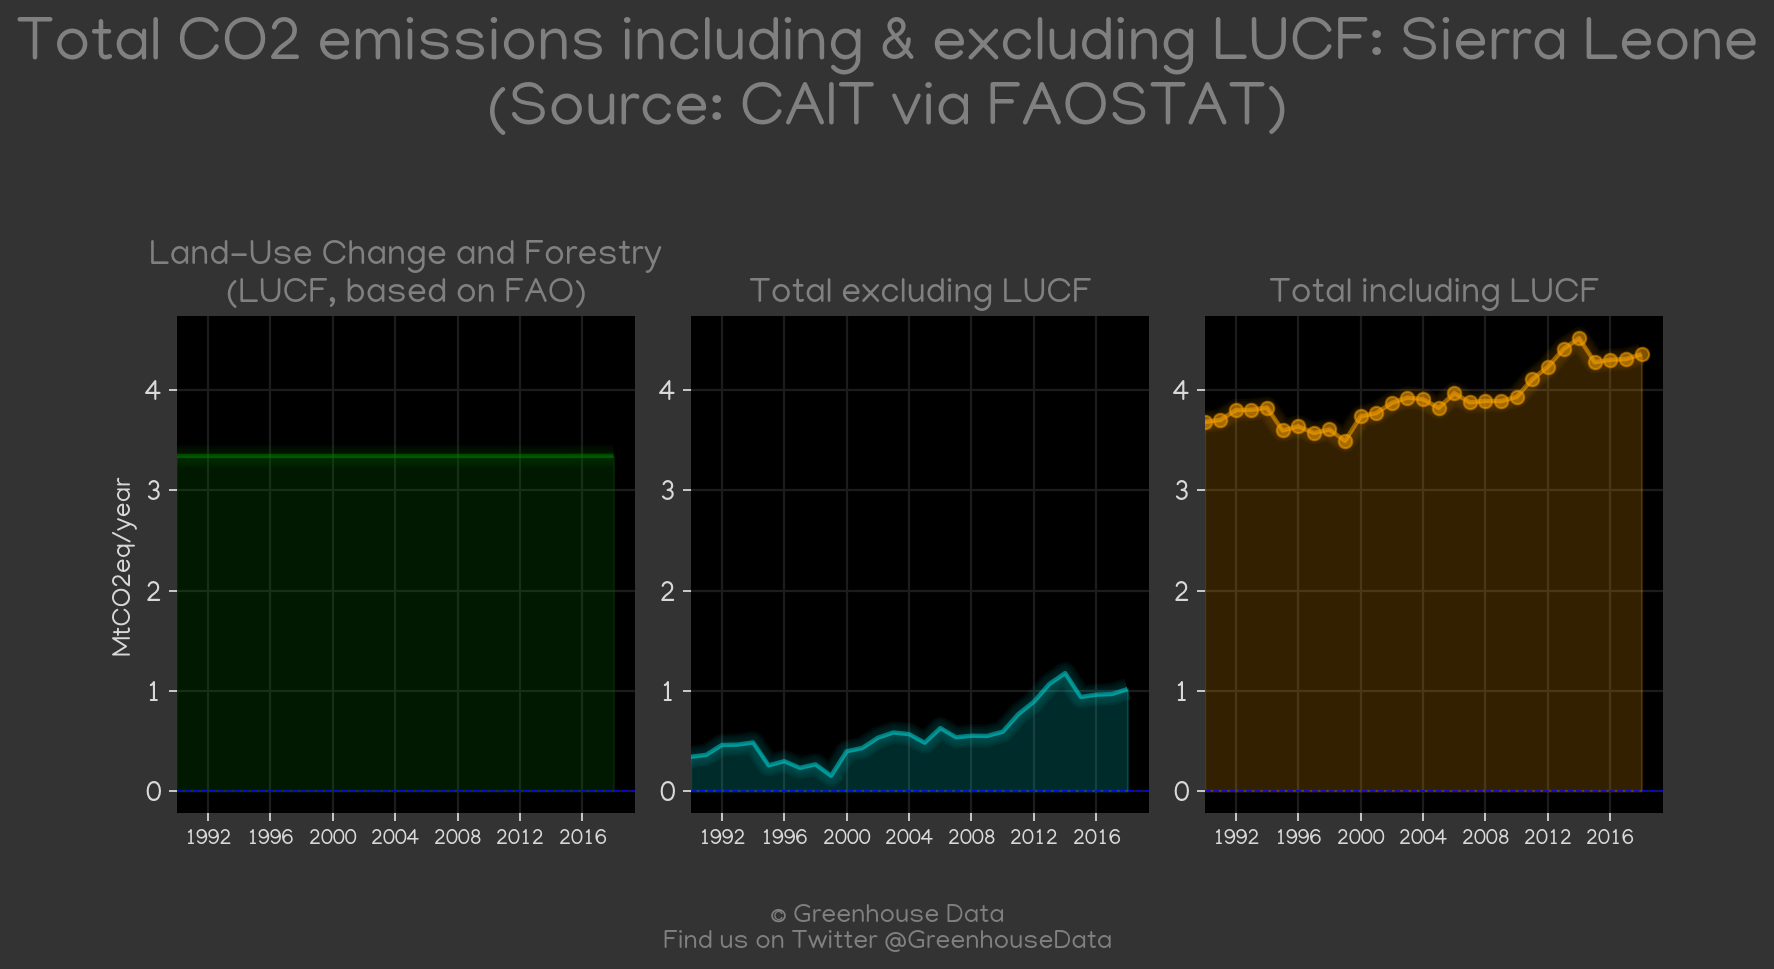 Total CO2 emissions including & excluding LUCF: Sierra Leone
(Source: CAIT via FAOSTAT)
Land-Use Change and Forestry
(LUCF, based on FAO)
Total excluding LUCF
Total including LUCF
MtCO2eq/year
4
3
2
1
0
1992 1996 2000 2004 2008 2012 2016
4
3
2
1
0
1992 1996 2000 2004 2008 2012 2016
4
3
2
1
0
1992 1996 2000 2004 2008 2012 2016
© Greenhouse Data
Find us on Twitter @GreenhouseData